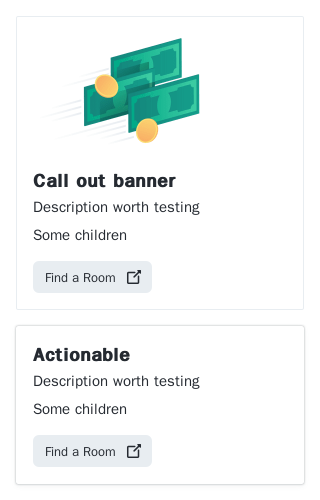 Call out banner
Description worth testing
Some children
Find a Room
Actionable
Description worth testing
Some children
Find a Room